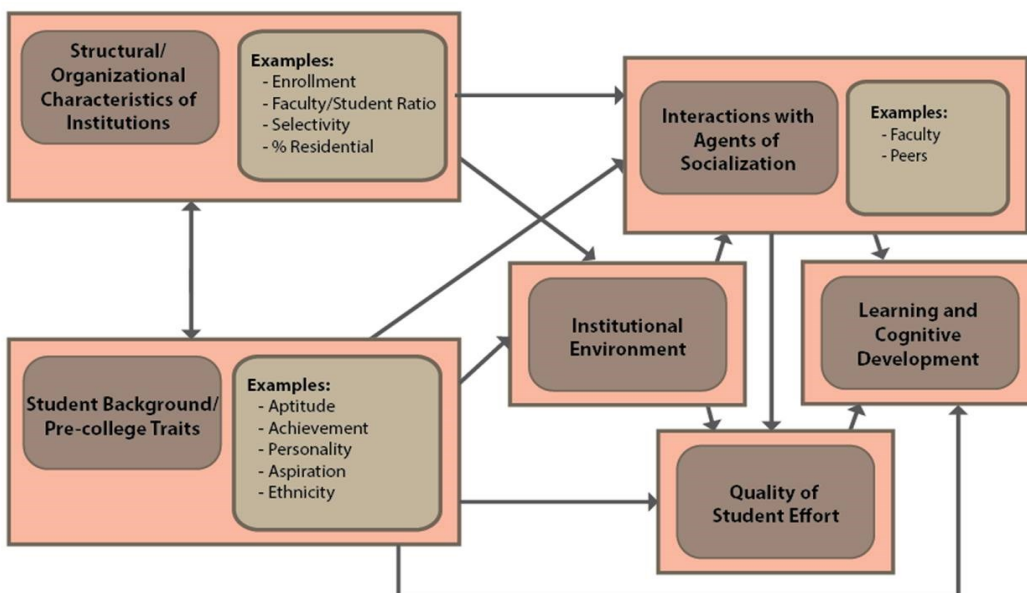 Structural/
Organizational
Characteristics of
Institutions
Examples:
- Enrollment
- Faculty/Student Ratio
- Selectivity
- % Residential
Interactions with
Agents of
Socialization
Examples:
- Faculty
- Peers
Institutional
Environment
Learning and
Cognitive
Development
Student Background/
Pre-college Traits
Examples:
- Aptitude
- Achievement
- Personality
- Aspiration
- Ethnicity
Quality of
Student Effort